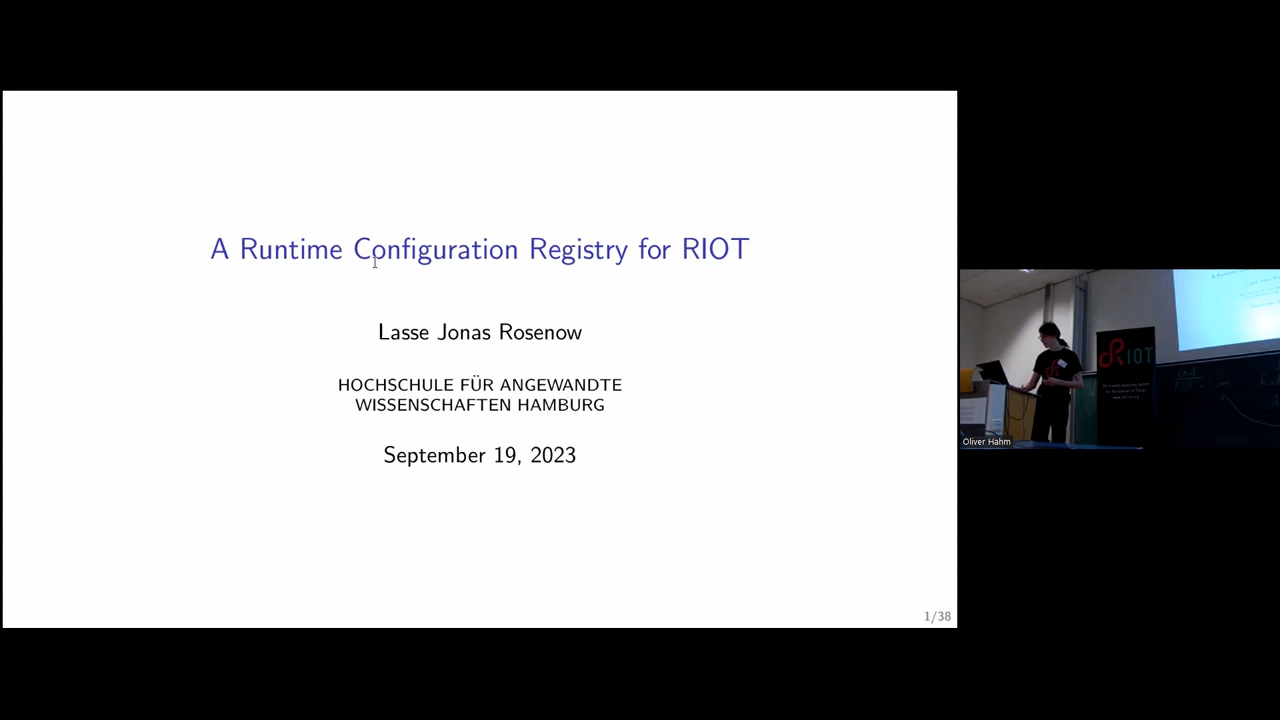 A Runtime Configuration Registry for RIOT
Lasse Jonas Rosenow
HOCHSCHULE FÜR ANGEWANDTE
WISSENSCHAFTEN HAMBURG
September 19, 2023
1/38
RIOT
Oliver Hahm